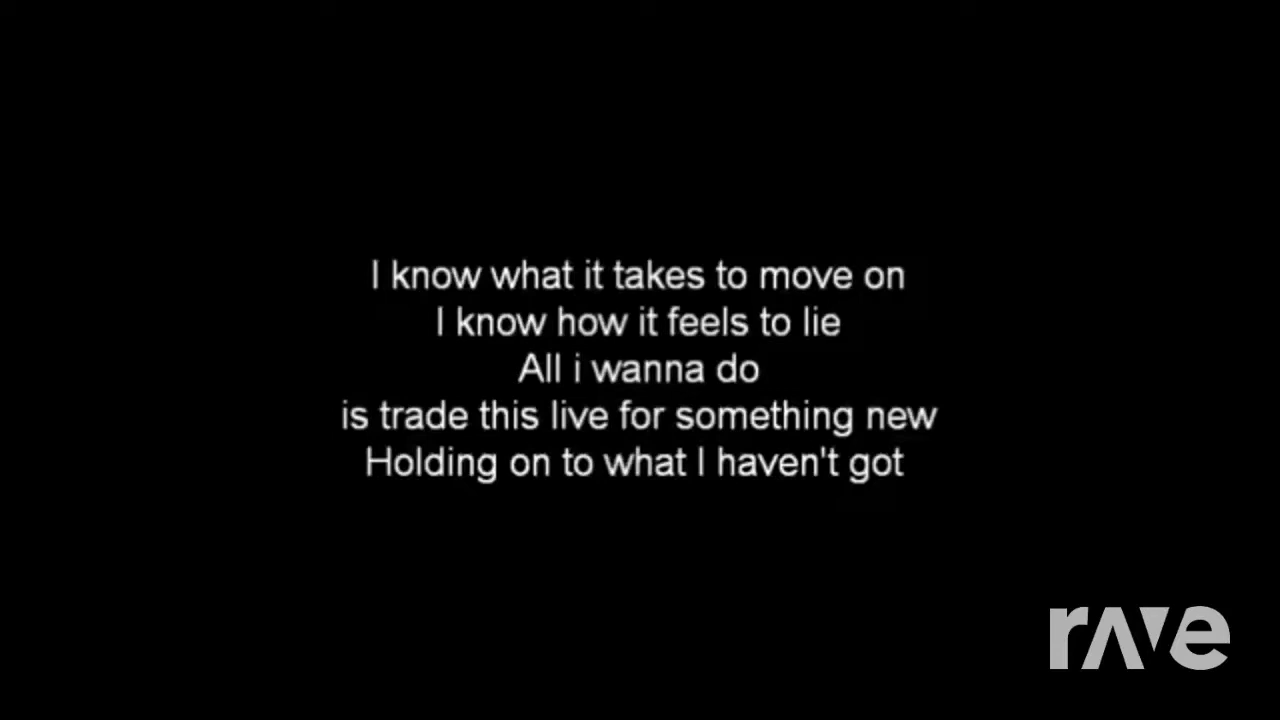 I know what it takes to move on
I know how it feels to lie
All i wanna do
is trade this live for something new
Holding on to what I haven't got
rave